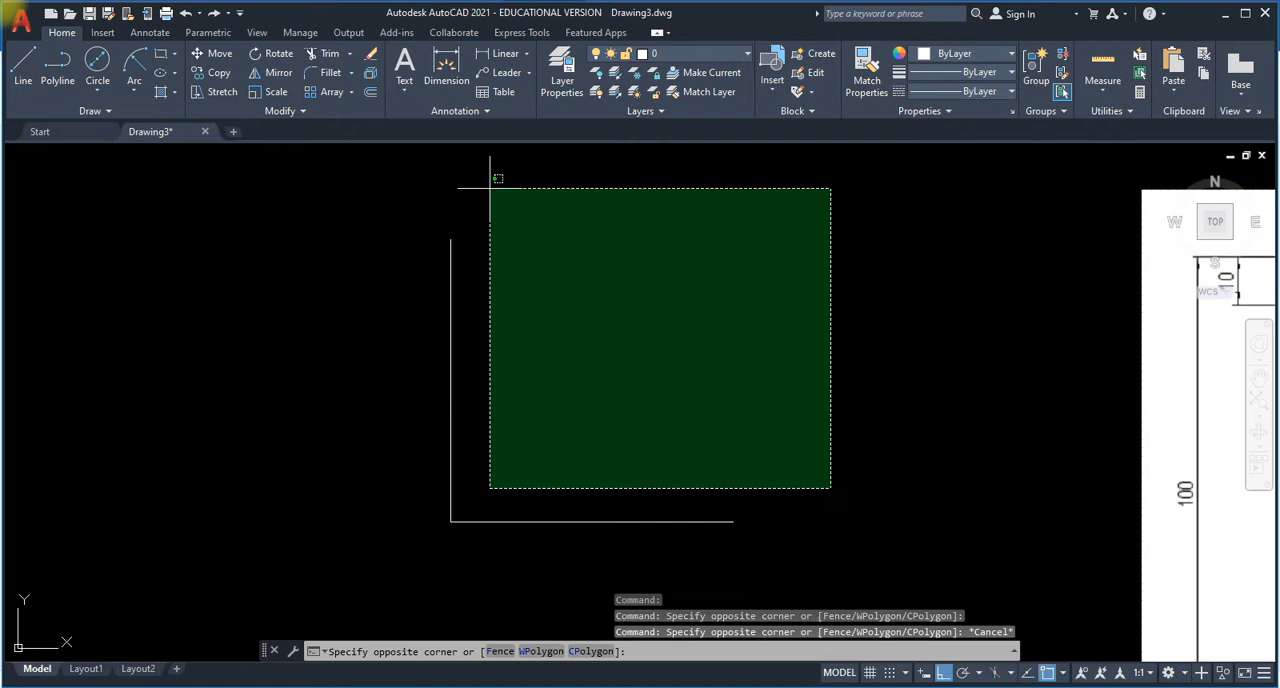 Autodesk AutoCAD 2021 - EDUCATIONAL VERSION Drawing3.dwg
Type a keyword or phrase
Sign In
Home Insert Annotate Parametric View Manage Output Add-ins Collaborate Express Tools Featured Apps
Line
Polyline
Circle
Arc
Draw
Move Rotate Trim
Copy Mirror Fillet
Stretch Scale Array
Modify
Text
Dimension
Linear
Leader
Table
Annotation
Layer
Properties
0
Make Current
Match Layer
Layers
Insert
Create
Edit
Block
Match
Properties
ByLayer
ByLayer
ByLayer
Properties
Group
Groups
Measure
Utilities
Paste
Clipboard
Base
View
Start Drawing3*
N
W TOP E
S
WCS
10
100
Y
X
Command:
Command: Specify opposite corner or [Fence/WPolygon/CPolygon]:
Command: Specify opposite corner or [Fence/WPolygon/CPolygon]: *Cancel*
Specify opposite corner or [Fence WPolygon CPolygon]:
Model Layout1 Layout2
MODEL 1:1